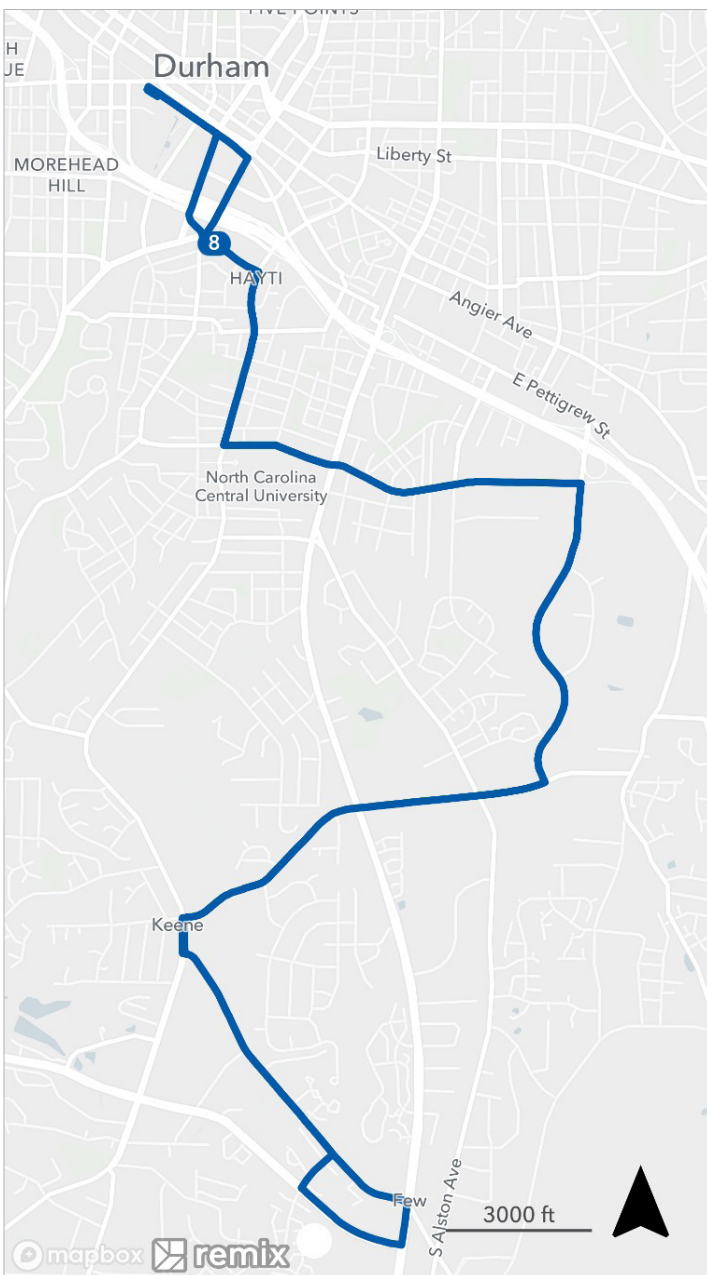 FIVE POINTS
H
UE
Durham
Liberty St
MOREHEAD
HILL
8
HAYTI
Angier Ave
E Pettigrew St
North Carolina
Central University
Keene
Few
S Alston Ave
3000 ft
mapbox remix